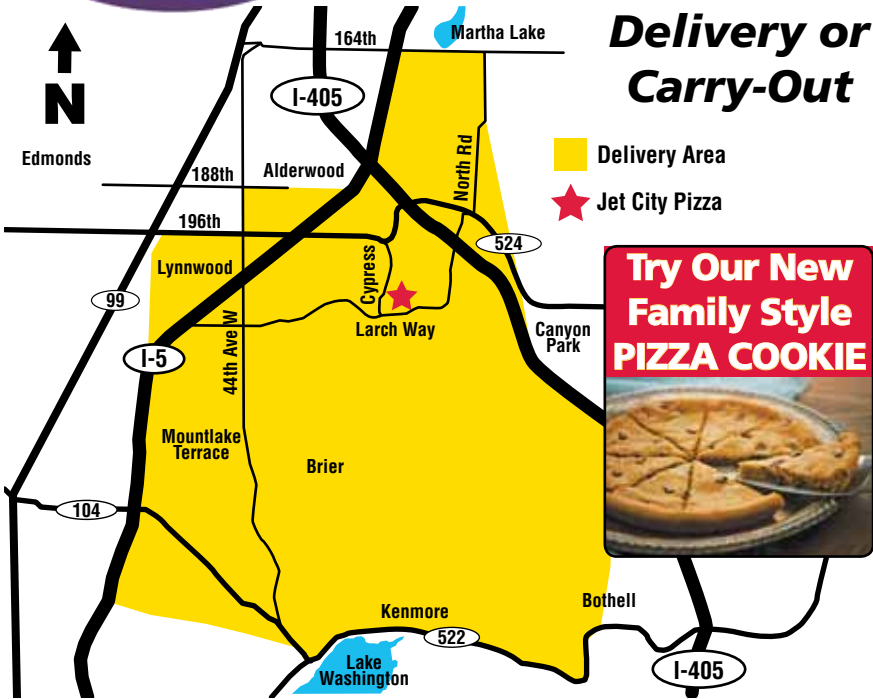 Delivery or
Carry-Out
164th
Martha Lake
I-405
N
Edmonds
Delivery Area
188th
Alderwood
North Rd
Jet City Pizza
196th
524
Lynnwood
Cypress
Try Our New
Family Style
PIZZA COOKIE
99
Larch Way
Canyon
Park
I-5
44th Ave W
Mountlake
Terrace
Brier
104
Bothell
Kenmore
522
Lake
Washington
I-405